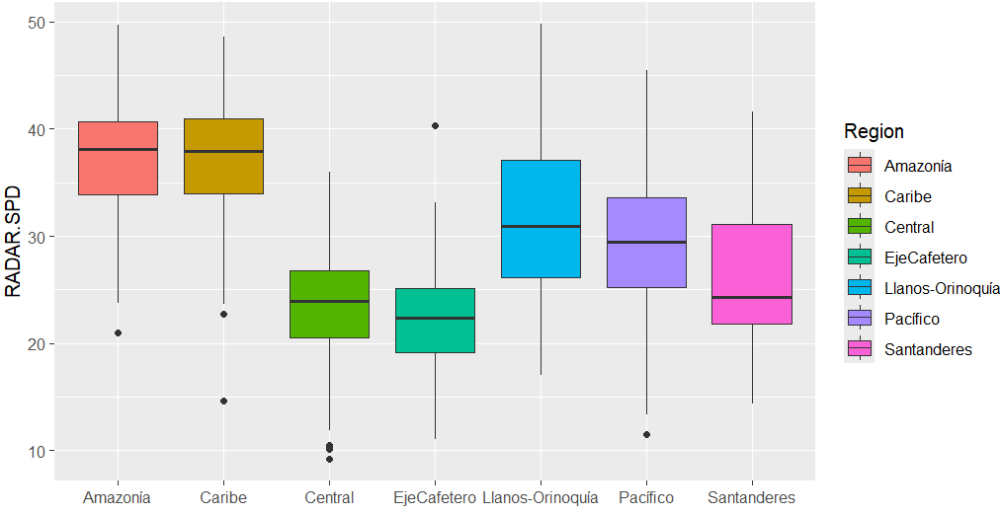 50
40
30
20
10
RADAR.SPD
Amazonía
Caribe
Central
EjeCafetero
Llanos-Orinoquía
Pacífico
Santanderes
Region
Amazonía
Caribe
Central
EjeCafetero
Llanos-Orinoquía
Pacífico
Santanderes